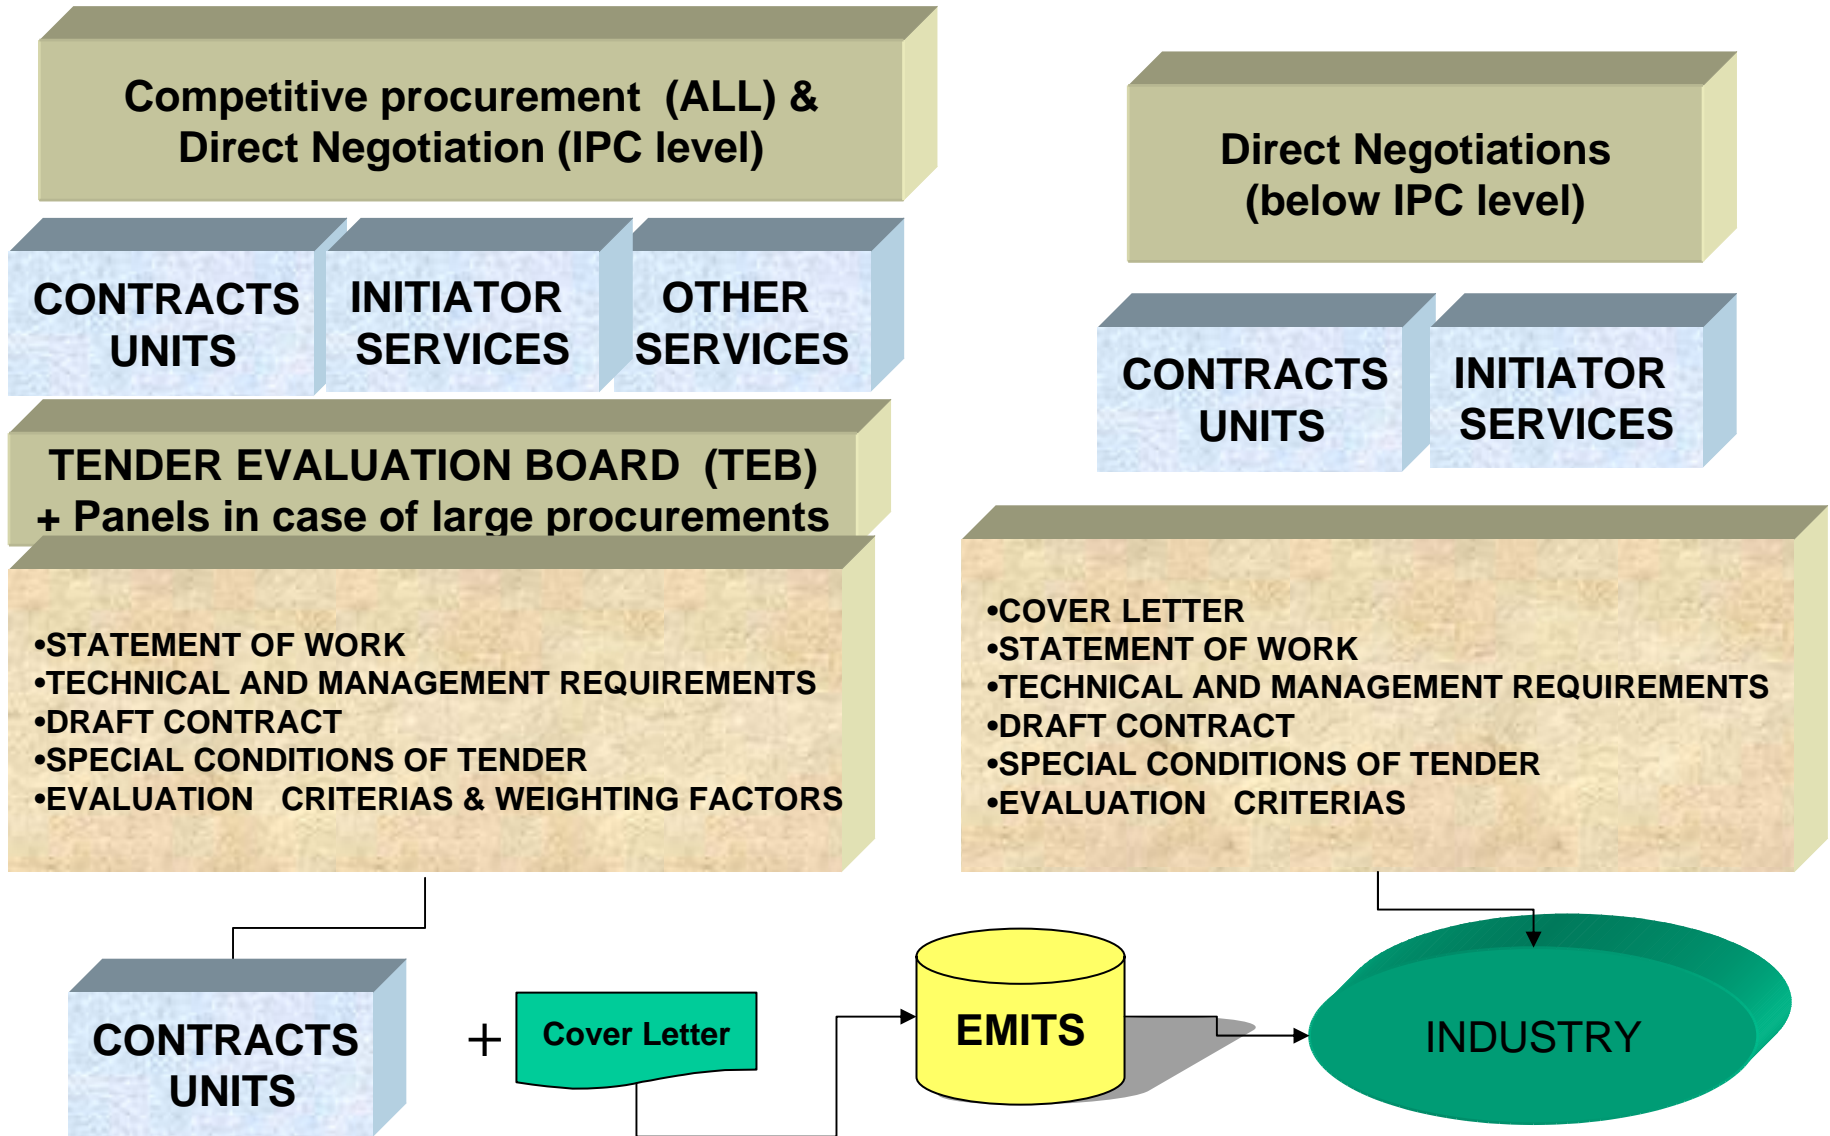 Competitive procurement (ALL) &
Direct Negotiation (IPC level)
CONTRACTS
UNITS
INITIATOR
SERVICES
OTHER
SERVICES
TENDER EVALUATION BOARD (TEB)
+ Panels in case of large procurements
•STATEMENT OF WORK
•TECHNICAL AND MANAGEMENT REQUIREMENTS
•DRAFT CONTRACT
•SPECIAL CONDITIONS OF TENDER
•EVALUATION CRITERIAS & WEIGHTING FACTORS
Direct Negotiations
(below IPC level)
CONTRACTS
UNITS
INITIATOR
SERVICES
•COVER LETTER
•STATEMENT OF WORK
•TECHNICAL AND MANAGEMENT REQUIREMENTS
•DRAFT CONTRACT
•SPECIAL CONDITIONS OF TENDER
•EVALUATION CRITERIAS
CONTRACTS
UNITS
+
Cover Letter
EMITS
INDUSTRY